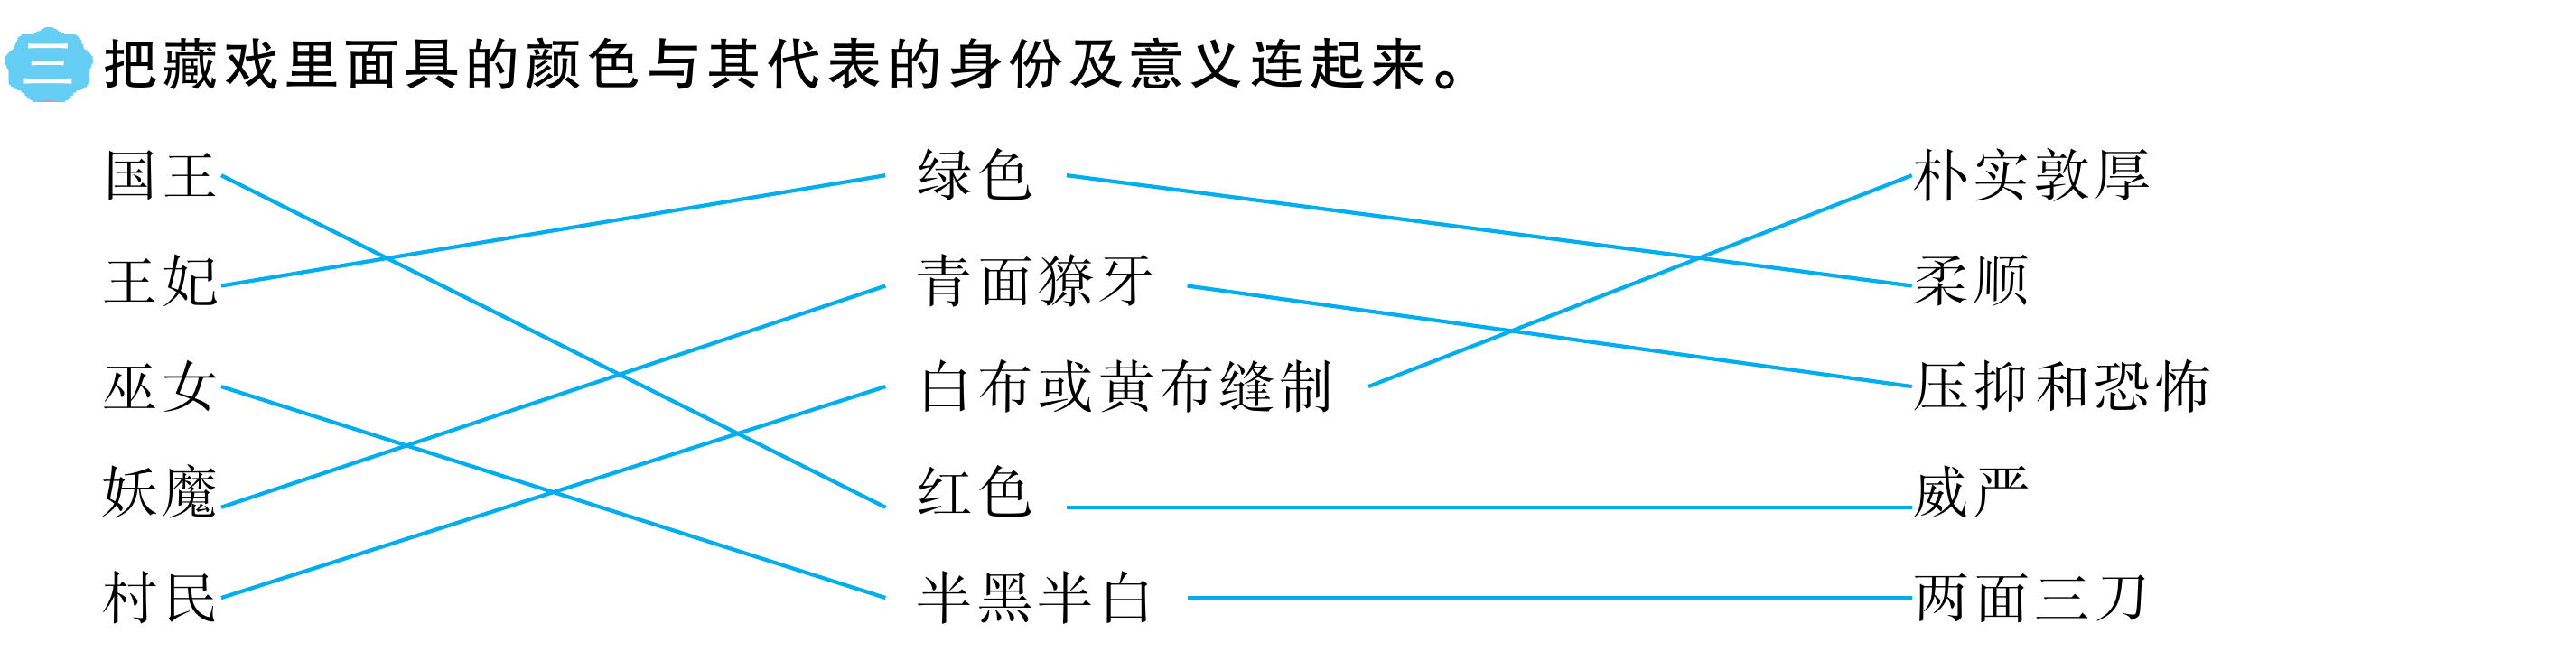 三 把藏戏里面具的颜色与其代表的身份及意义连起来。
国王 绿色 朴实敦厚
王妃 青面獠牙 柔顺
巫女 白布或黄布缝制 压抑和恐怖
妖魔 红色 威严
村民 半黑半白 两面三刀